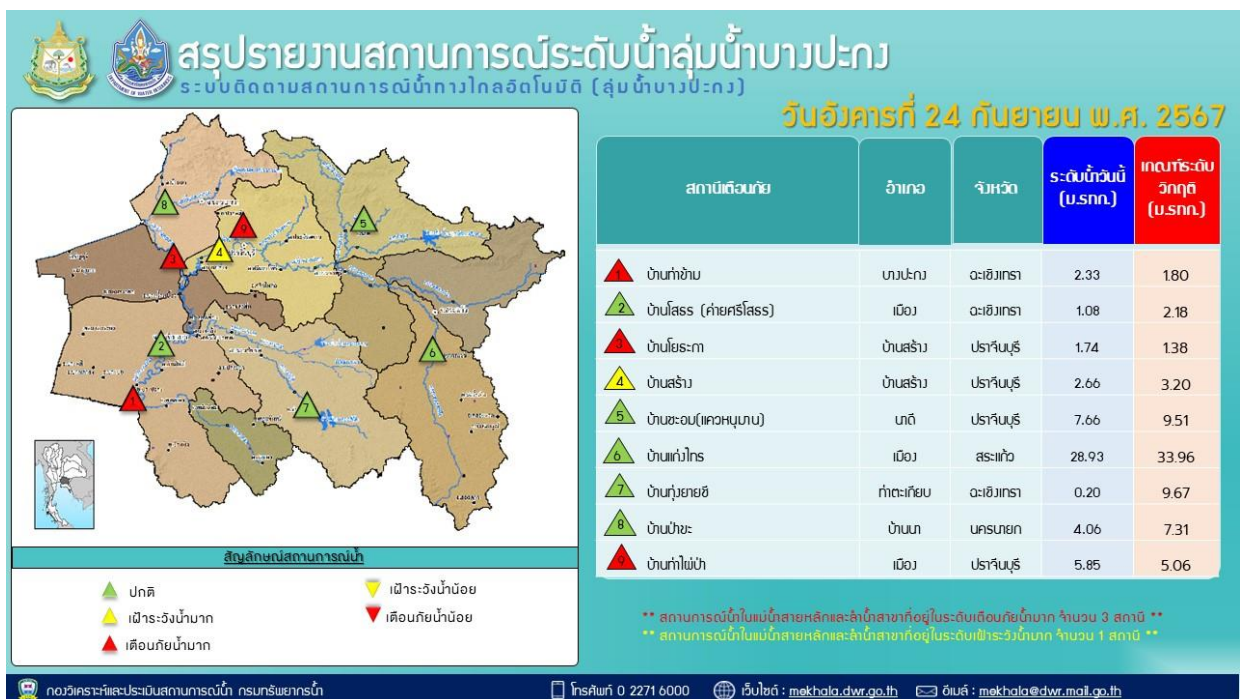 สรุปรายงานสถานการณ์ระดับน้ำลุ่มน้ำบางปะกง
ระบบติดตามสถานการณ์น้ำทางไกลอัตโนมัติ (ลุ่มน้ำบางปะกง)
วันอังคารที่ 24 กันยายน พ.ศ. 2567
สถานีเตือนภัย อำเภอ จังหวัด ระดับน้ำวันนี้ (ม.รทก.) เกณฑ์ระดับวิกฤติ (ม.รทก.)
1 บ้านท่าข้าม บางปะกง ฉะเชิงเทรา 2.33 1.80
2 บ้านโสธร (ค่ายศรีโสธร) เมือง ฉะเชิงเทรา 1.08 2.18
3 บ้านโยธะกา บ้านสร้าง ปราจีนบุรี 1.74 1.38
4 บ้านสร้าง บ้านสร้าง ปราจีนบุรี 2.66 3.20
5 บ้านขะอม(แควหนุมาน) นาดี ปราจีนบุรี 7.66 9.51
6 บ้านแก่งไทร เมือง สระแก้ว 28.93 33.96
7 บ้านทุ่งยายชี ท่าตะเกียบ ฉะเชิงเทรา 0.20 9.67
8 บ้านป่าขะ บ้านนา นครนายก 4.06 7.31
9 บ้านท่าไผ่ป่า เมือง ปราจีนบุรี 5.85 5.06
8
9
5
3
4
2
6
1
7
สัญลักษณ์สถานการณ์น้ำ
ปกติ
เฝ้าระวังน้ำมาก
เตือนภัยน้ำมาก
เฝ้าระวังน้ำน้อย
เตือนภัยน้ำน้อย
** สถานการณ์น้ำในแม่น้ำสายหลักและลำน้ำสาขาที่อยู่ในระดับเตือนภัยน้ำมาก จำนวน 3 สถานี **
** สถานการณ์น้ำในแม่น้ำสายหลักและลำน้ำสาขาที่อยู่ในระดับเฝ้าระวังน้ำมาก จำนวน 1 สถานี **
กองวิเคราะห์และประเมินสถานการณ์น้ำ กรมทรัพยากรน้ำ โทรศัพท์ 0 2271 6000 เว็บไซต์ : mekhala.dwr.go.th อีเมล์ : mekhala@dwr.mail.go.th